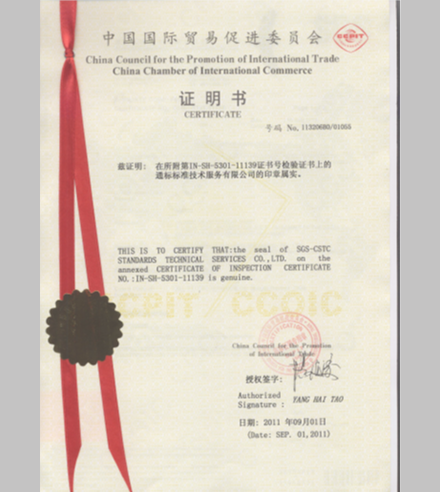 中国国际贸易促进委员会
CCPIT
China Council for the Promotion of International Trade
China Chamber of International Commerce
证明书
CERTIFICATE
号码 No. 11320680/01055
兹证明: 在所附第IN-SH-5301-11139证书号检验证书上的
通标标准技术服务有限公司的印章属实。
THIS IS TO CERTIFY THAT:the seal of SGS-CSTC
STANDARDS TECHNICAL SERVICES CO.,LTD. on the
annexed CERTIFICATE OF INSPECTION CERTIFICATE
NO.:IN-SH-5301-11139 is genuine.
CCPIT/CCOIC
China Council for the Promotion
of International Trade
授权签字:
Authorized
Signature : YANG HAI TAO
日期: 2011 年09月01日
(Date: SEP. 01,2011)